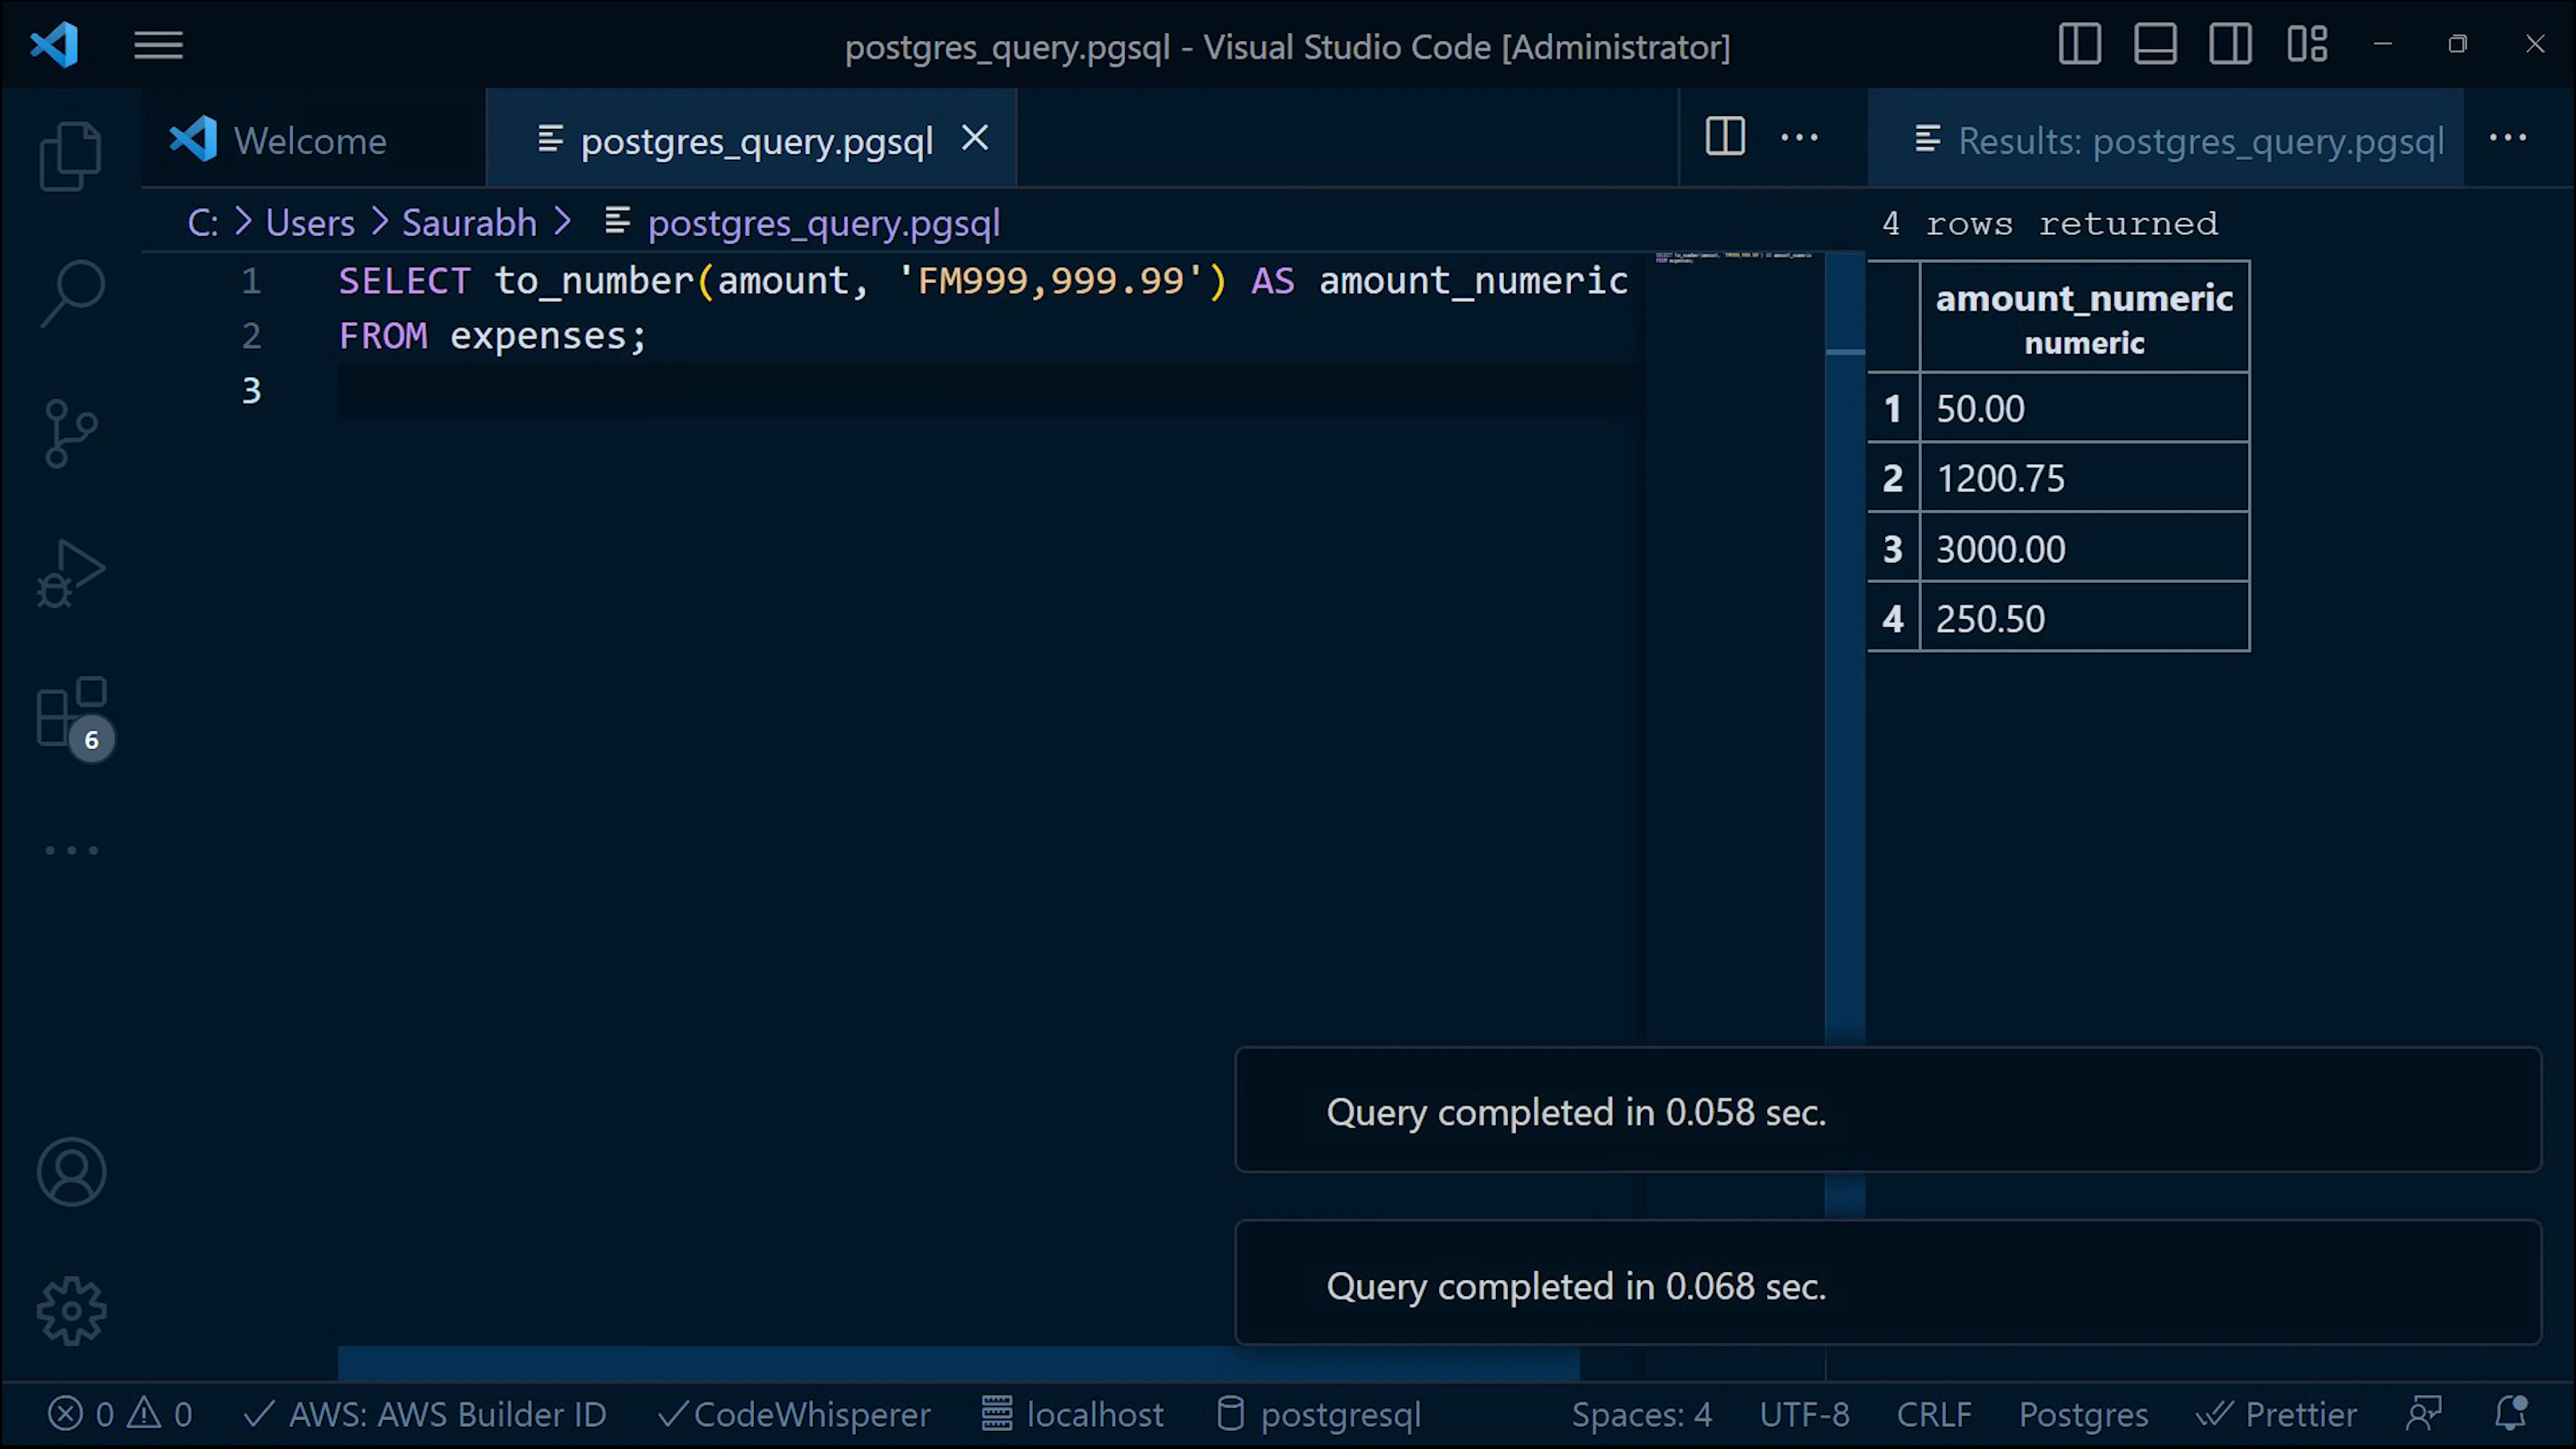 postgres_query.pgsql - Visual Studio Code [Administrator]
Welcome
postgres_query.pgsql
Results: postgres_query.pgsql
C: > Users > Saurabh > postgres_query.pgsql
1 SELECT to_number(amount, 'FM999,999.99') AS amount_numeric
2 FROM expenses;
3
4 rows returned
amount_numeric
numeric
1 50.00
2 1200.75
3 3000.00
4 250.50
6
Query completed in 0.058 sec.
Query completed in 0.068 sec.
0 0 AWS: AWS Builder ID CodeWhisperer localhost postgresql Spaces: 4 UTF-8 CRLF Postgres Prettier